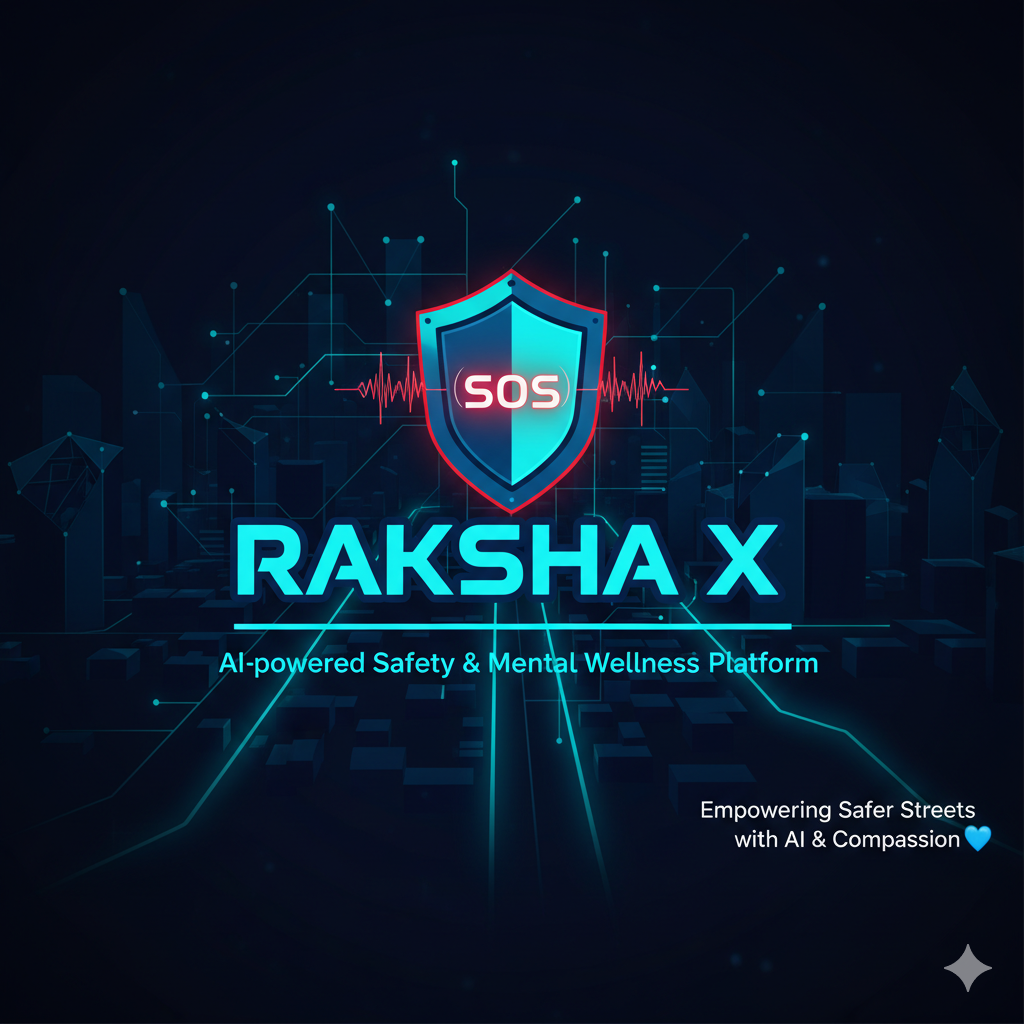 SOS
RAKSHA X
AI-powered Safety & Mental Wellness Platform
Empowering Safer Streets
with AI & Compassion💙